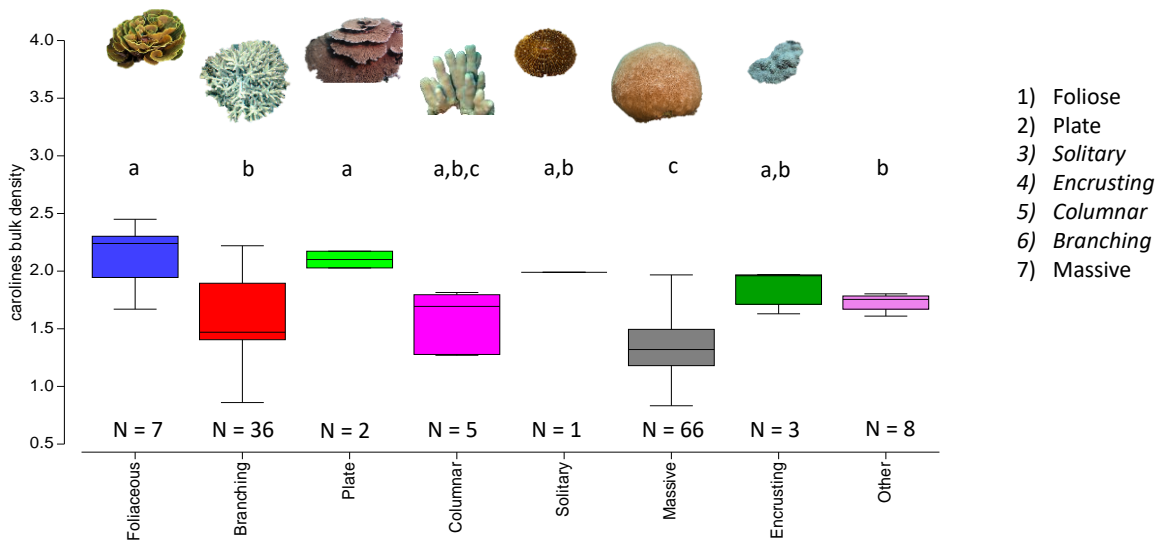 4.0
3.5
3.0
2.5
2.0
1.5
1.0
0.5
carolines bulk density
a
b
a
a,b,c
a,b
c
a,b
b
N = 7
N = 36
N = 2
N = 5
N = 1
N = 66
N = 3
N = 8
Foliaceous
Branching
Plate
Columnar
Solitary
Massive
Encrusting
Other
1) Foliose
2) Plate
3) Solitary
4) Encrusting
5) Columnar
6) Branching
7) Massive